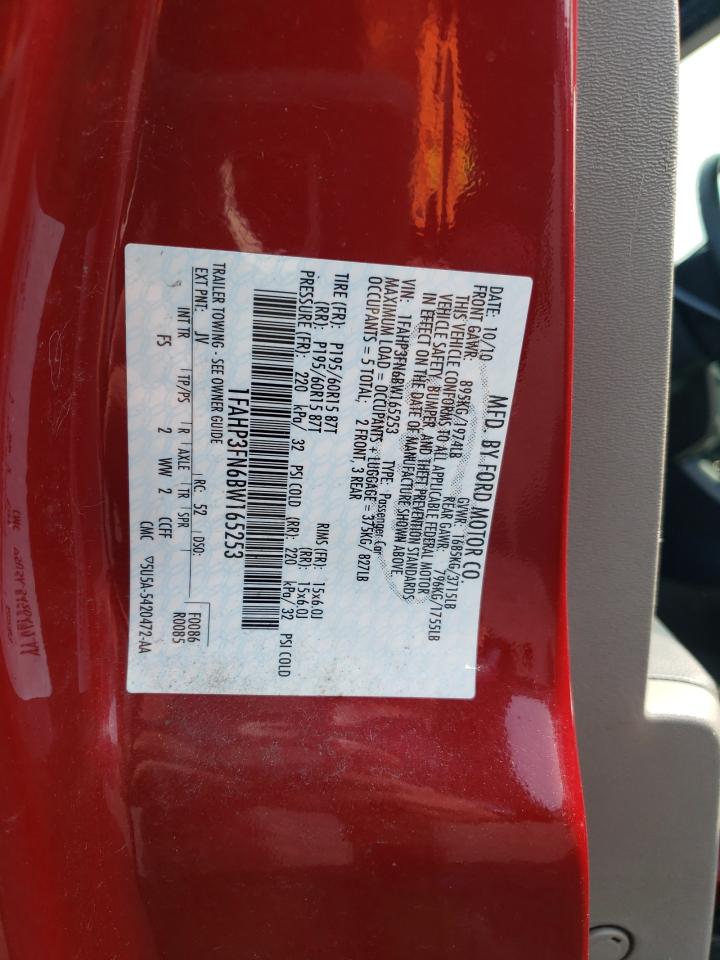 MFD. BY FORD MOTOR CO
DATE: 10/10 GVWR: 1685KG/3715LB
FRONT GAWR: 895KG/1974LB REAR GAWR: 796KG/1755LB
THIS VEHICLE CONFORMS TO ALL APPLICABLE FEDERAL MOTOR
VEHICLE SAFETY, BUMPER AND THEFT PREVENTION STANDARDS
IN EFFECT ON THE DATE OF MANUFACTURE SHOWN ABOVE
VIN: 1FAHP3FN6BW165253 TYPE: Passenger Car
MAXIMUM LOAD = OCCUPANTS + LUGGAGE = 375KG/827LB
OCCUPANTS = 5 TOTAL; 2 FRONT, 3 REAR
TIRE (FR): P195/60R15 87T RIMS (FR): 15x6.0J
(RR): P195/60R15 87T (RR): 15x6.0J
PRESSURE (FR): 220 kPa/ 32 PSI COLD (RR): 220 kPa/ 32 PSI COLD
1FAHP3FN6BW165253
TRAILER TOWING - SEE OWNER GUIDE
EXT PNT: JV RC: 52 DSO: F0086
R0085
INT TR TP/PS R AXLE TR SPR
FS 2 WW 2 CCFF
CMC ▽5U5A-5420472-AA